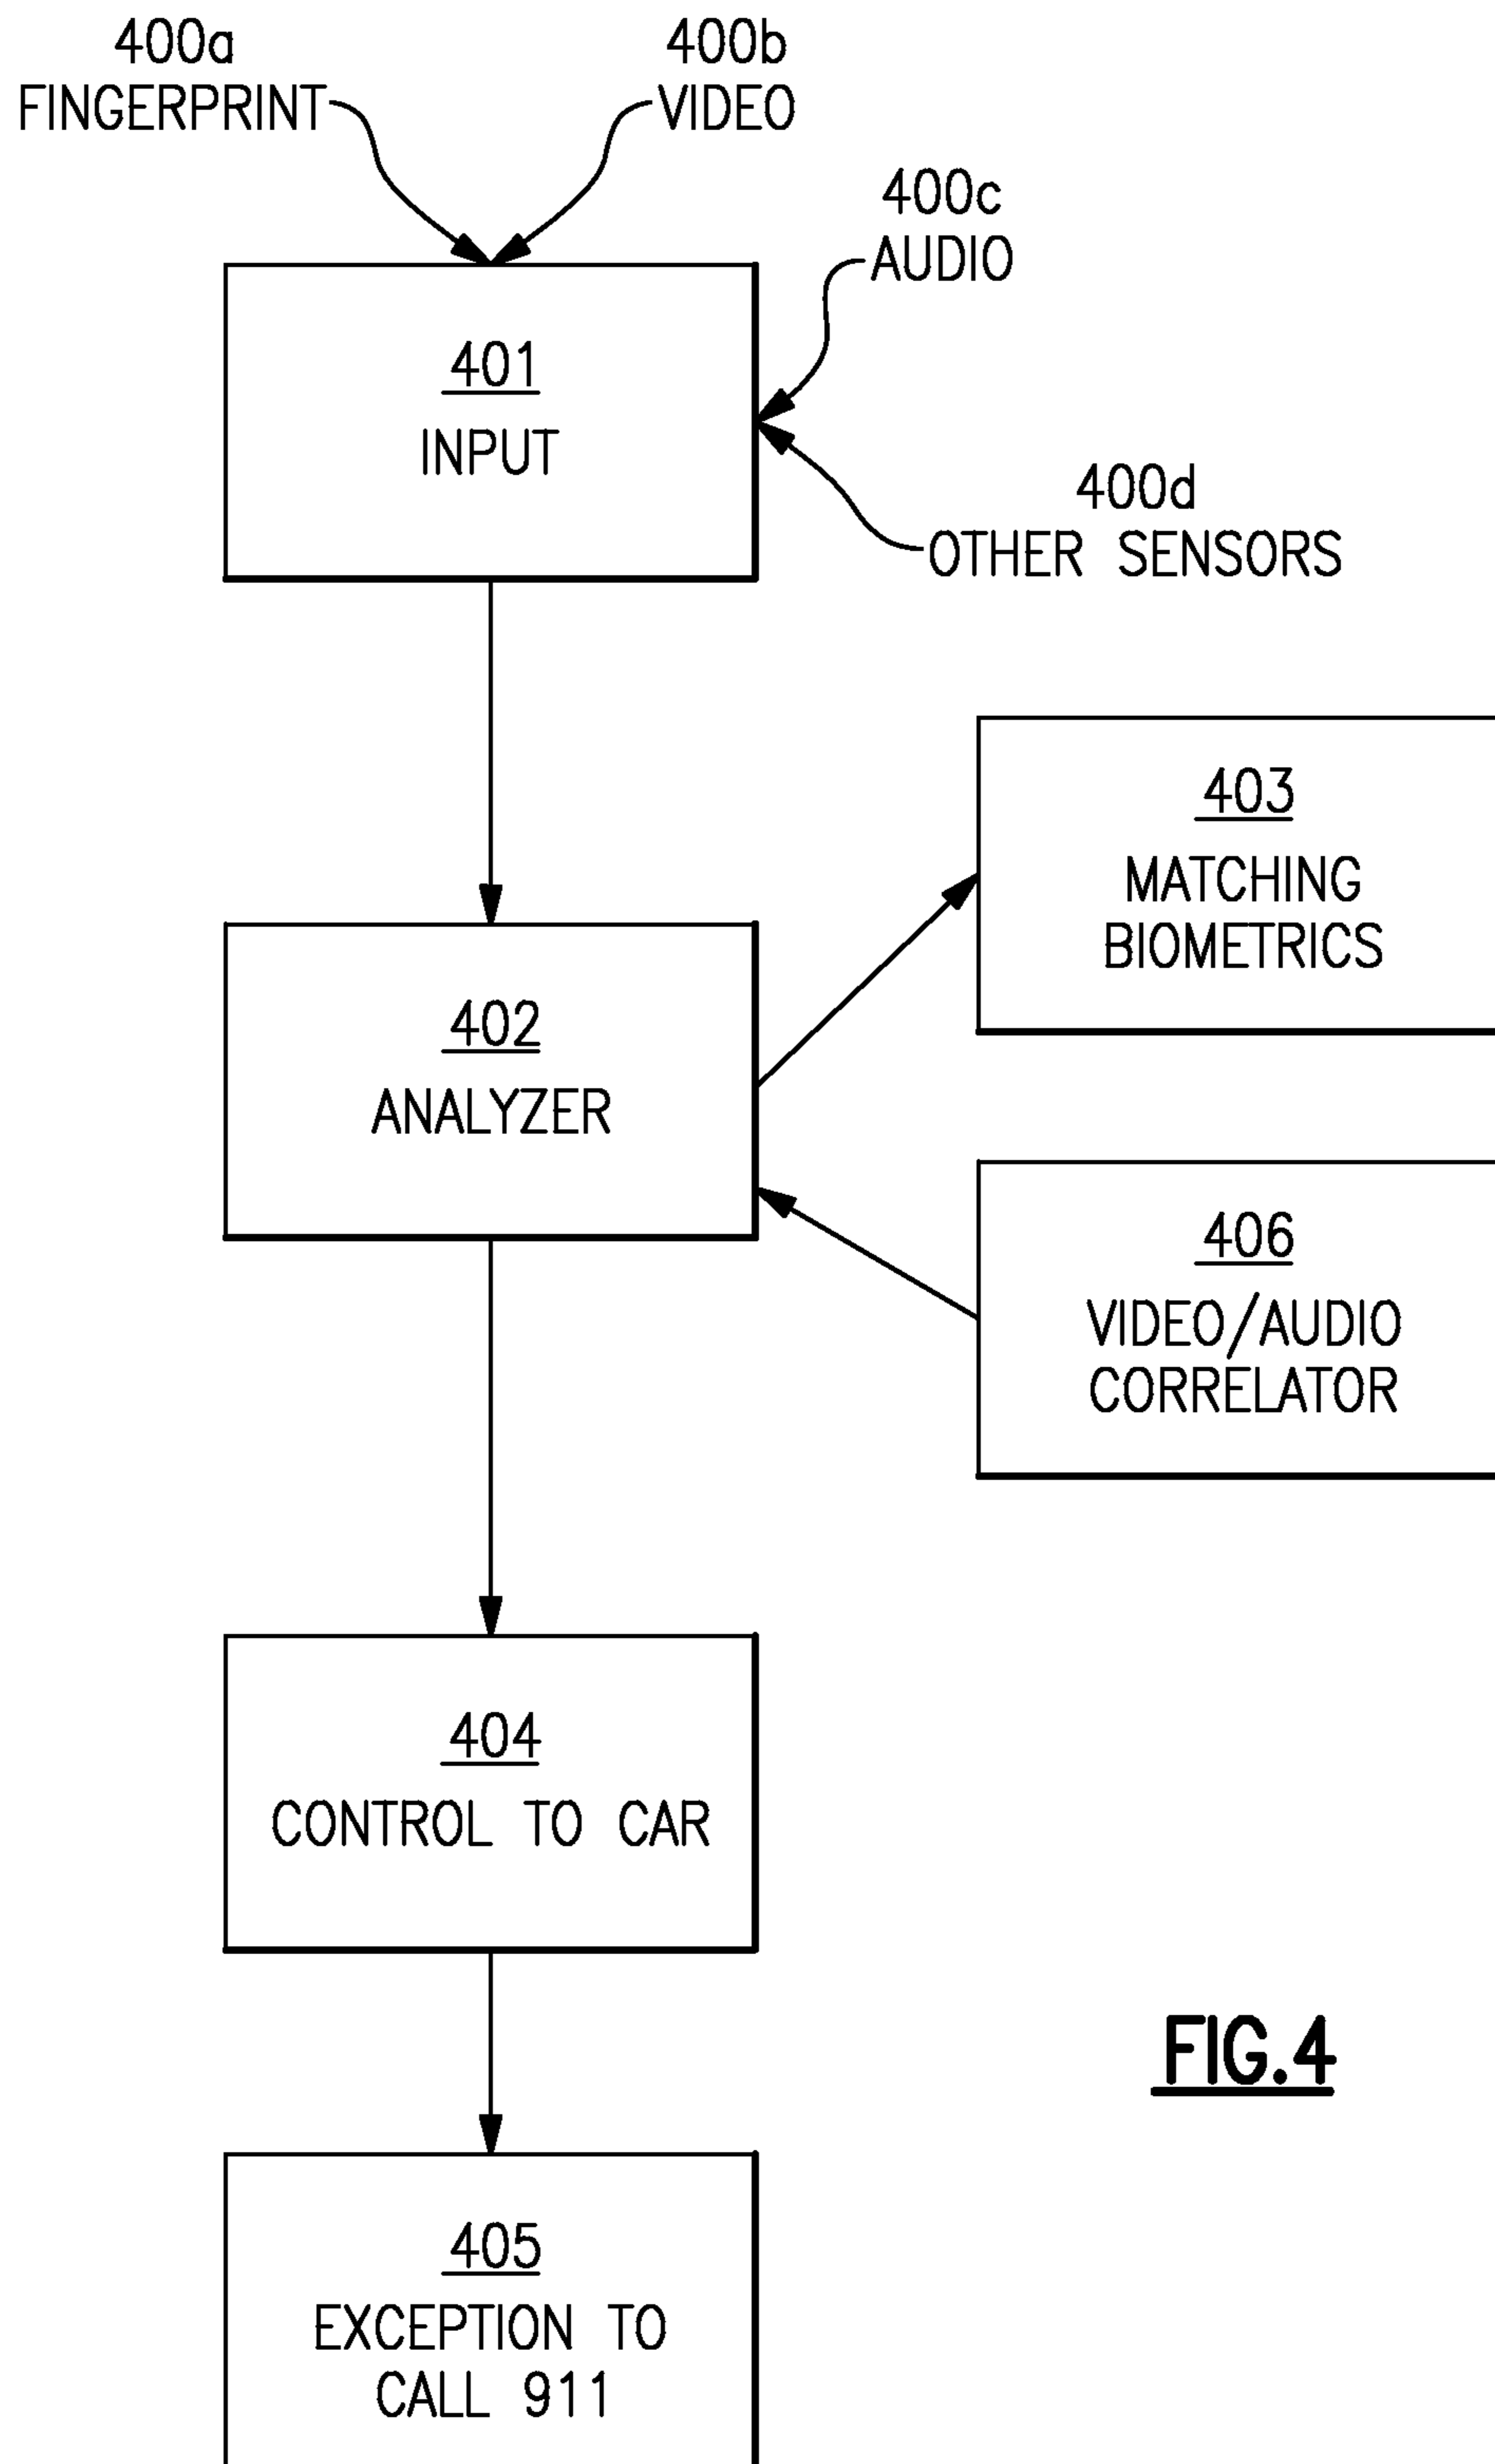 400a
FINGERPRINT
400b
VIDEO
400c
AUDIO
401
INPUT
400d
OTHER SENSORS
403
MATCHING
BIOMETRICS
402
ANALYZER
406
VIDEO/AUDIO
CORRELATOR
404
CONTROL TO CAR
FIG.4
405
EXCEPTION TO
CALL 911